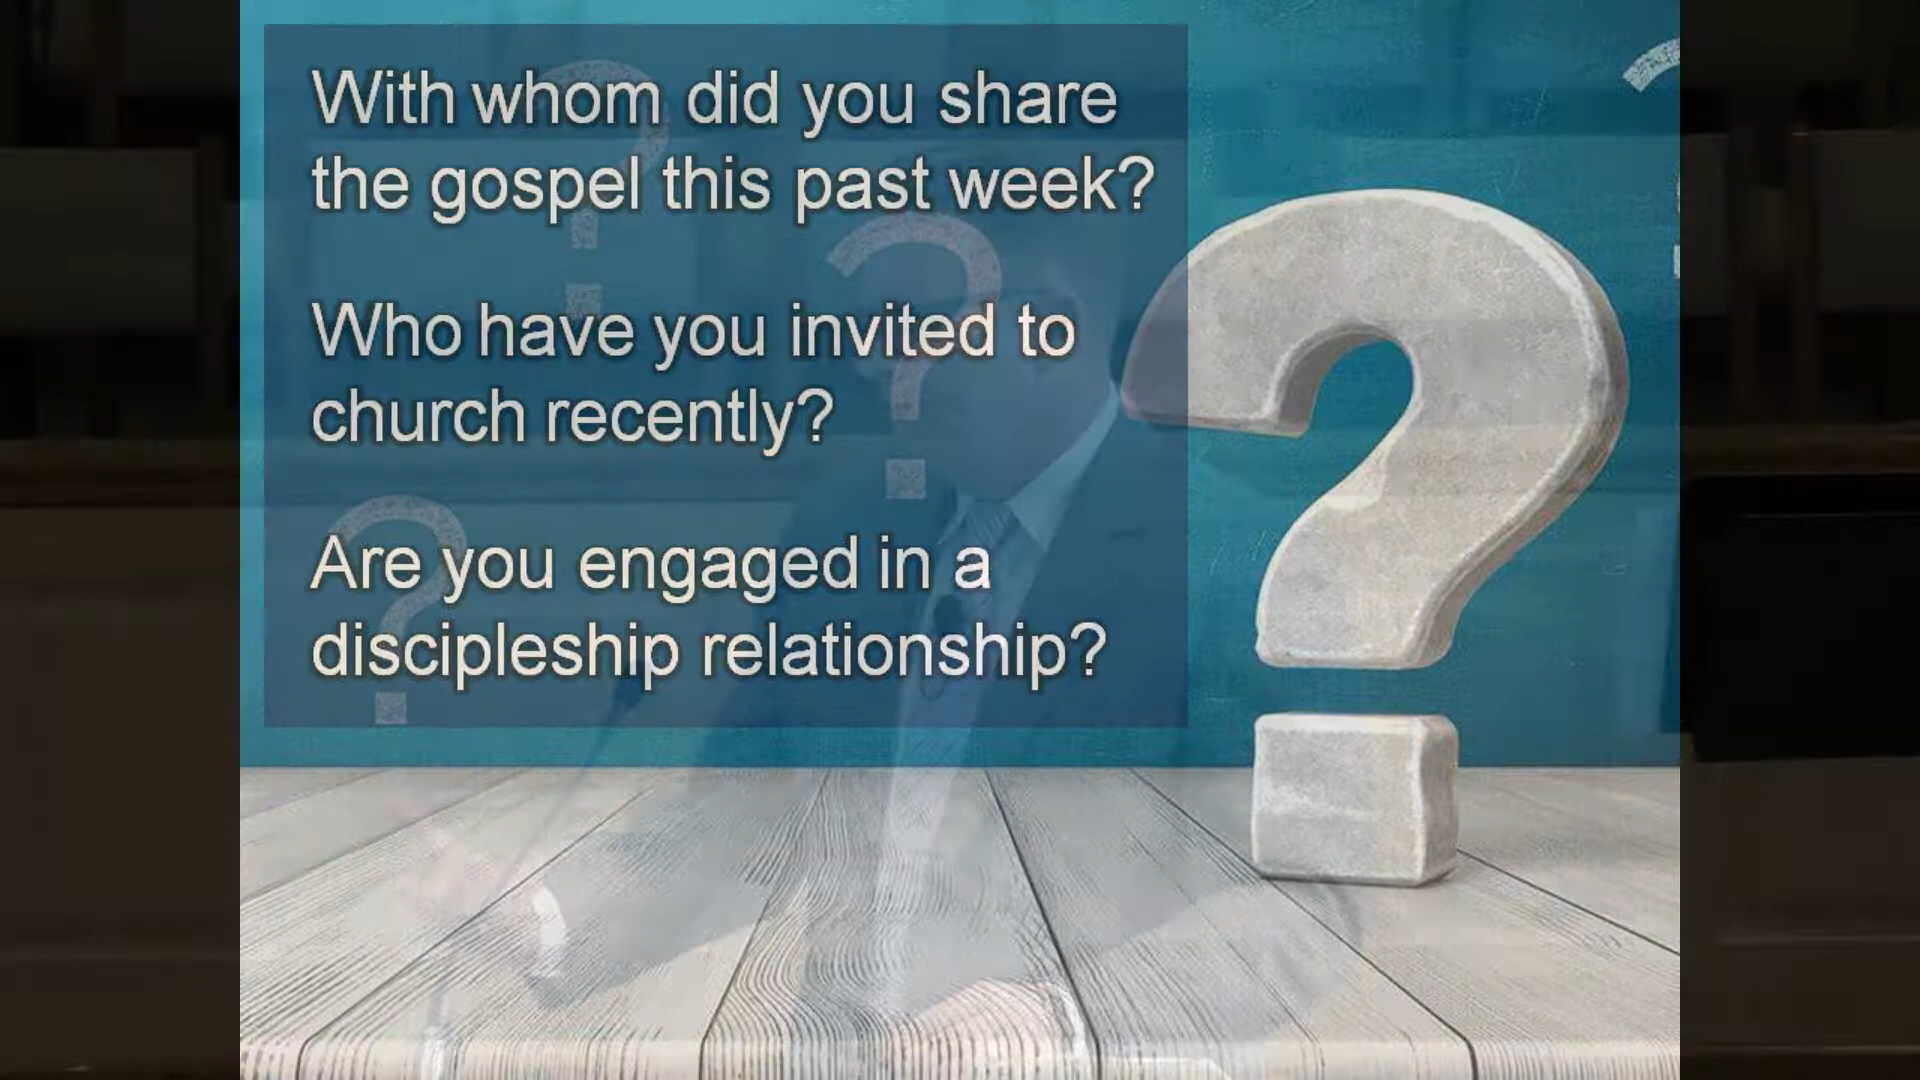 With whom did you share
the gospel this past week?
Who have you invited to
church recently?
Are you engaged in a
discipleship relationship?